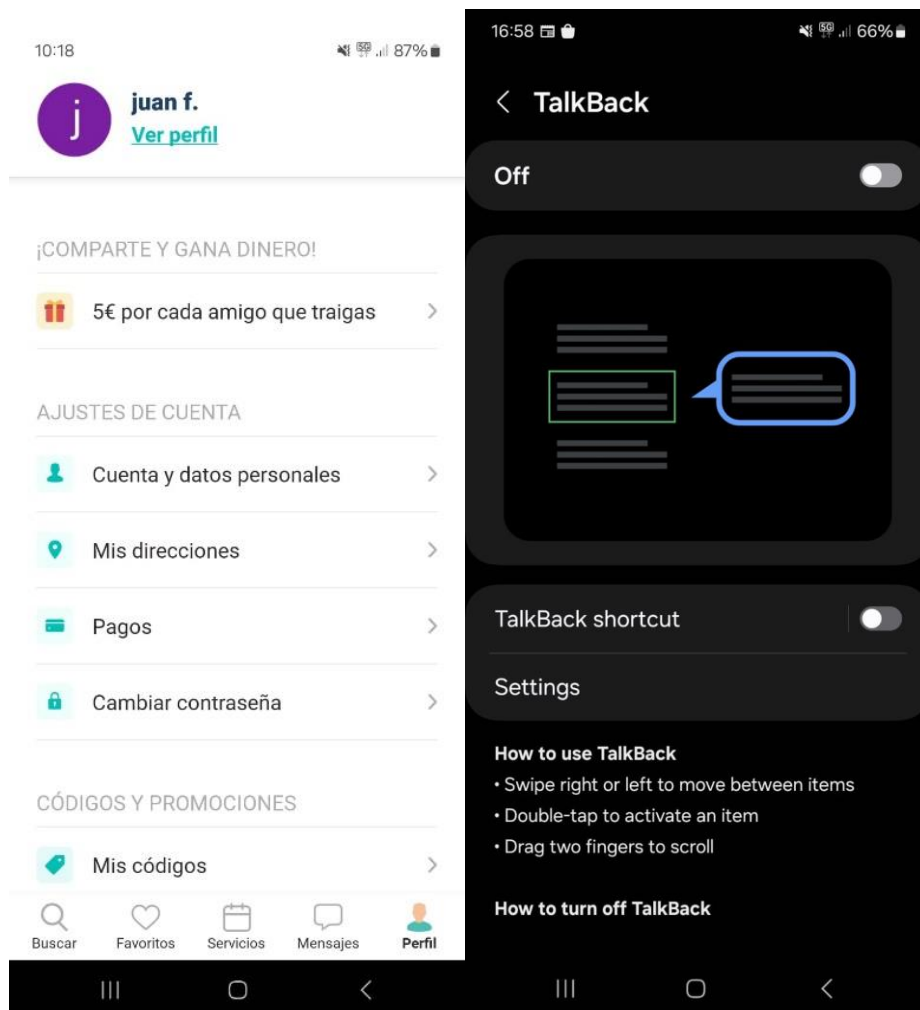 10:18
5G 87%
j
juan f.
Ver perfil
¡COMPARTE Y GANA DINERO!
5€ por cada amigo que traigas
AJUSTES DE CUENTA
Cuenta y datos personales
Mis direcciones
Pagos
Cambiar contraseña
CÓDIGOS Y PROMOCIONES
Mis códigos
Buscar Favoritos Servicios Mensajes Perfil
16:58
5G 66%
TalkBack
Off
TalkBack shortcut
Settings
How to use TalkBack
• Swipe right or left to move between items
• Double-tap to activate an item
• Drag two fingers to scroll
How to turn off TalkBack